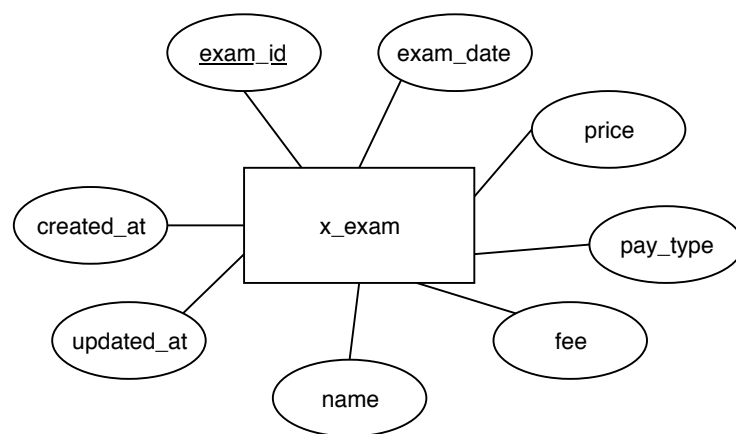 exam_id
exam_date
price
created_at
x_exam
pay_type
updated_at
fee
name